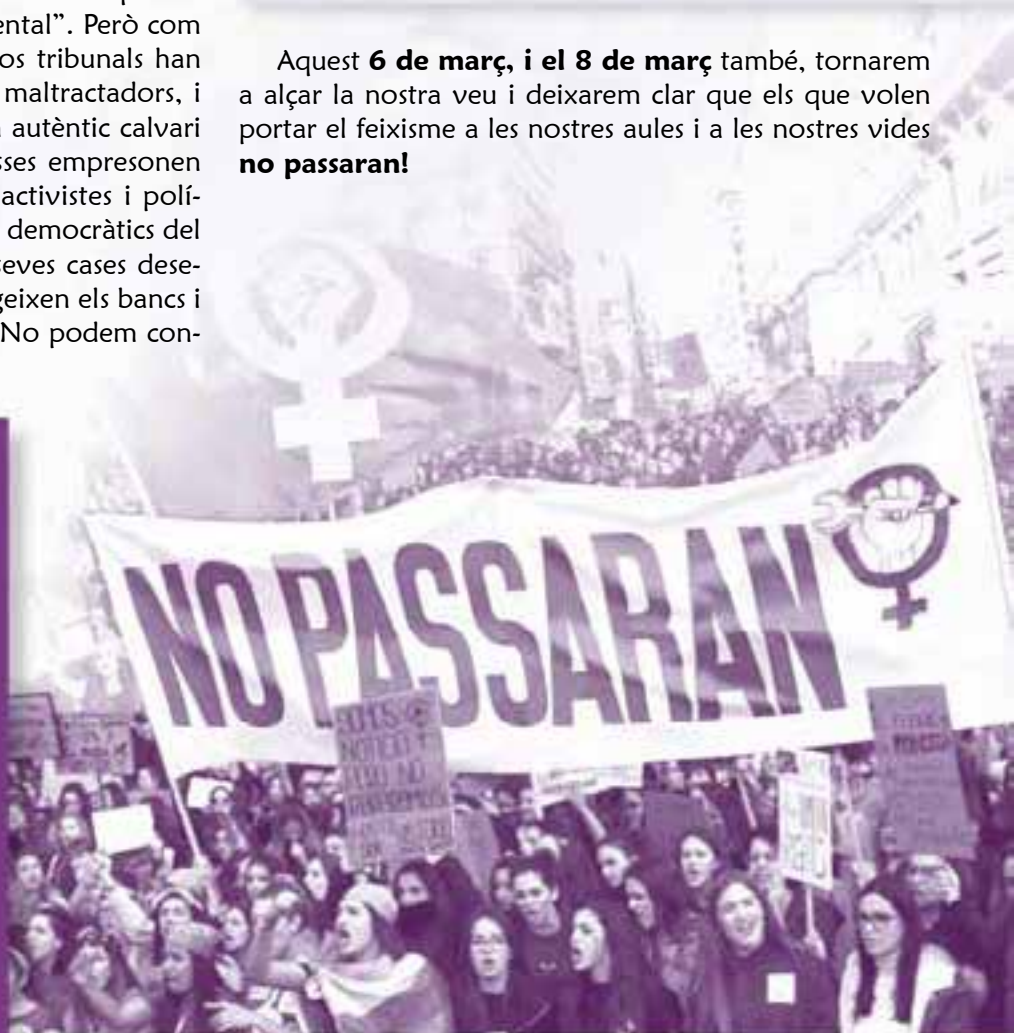 ental”. Però com
os tribunals han
maltractadors, i
autèntic calvari
sses empresonen
activistes i polí-
democràtics del
seves cases dese-
geixen els bancs i
No podem con-
Aquest 6 de març, i el 8 de març també, tornarem
a alçar la nostra veu i deixarem clar que els que volen
portar el feixisme a les nostres aules i a les nostres vides
no passaran!
NO PASSARAN